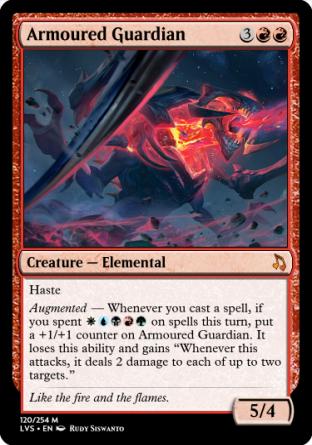 Armoured Guardian 3
Creature — Elemental
Haste
Augmented — Whenever you cast a spell, if
you spent on spells this turn, put
a +1/+1 counter on Armoured Guardian. It
loses this ability and gains “Whenever this
attacks, it deals 2 damage to each of up to two
targets.”
Like the fire and the flames.
5/4
120/254 M
LVS • EN Rudy Siswanto